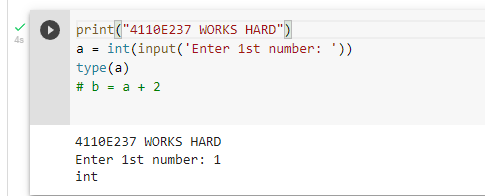 4s
print("4110E237 WORKS HARD")
a = int(input('Enter 1st number: '))
type(a)
# b = a + 2
4110E237 WORKS HARD
Enter 1st number: 1
int